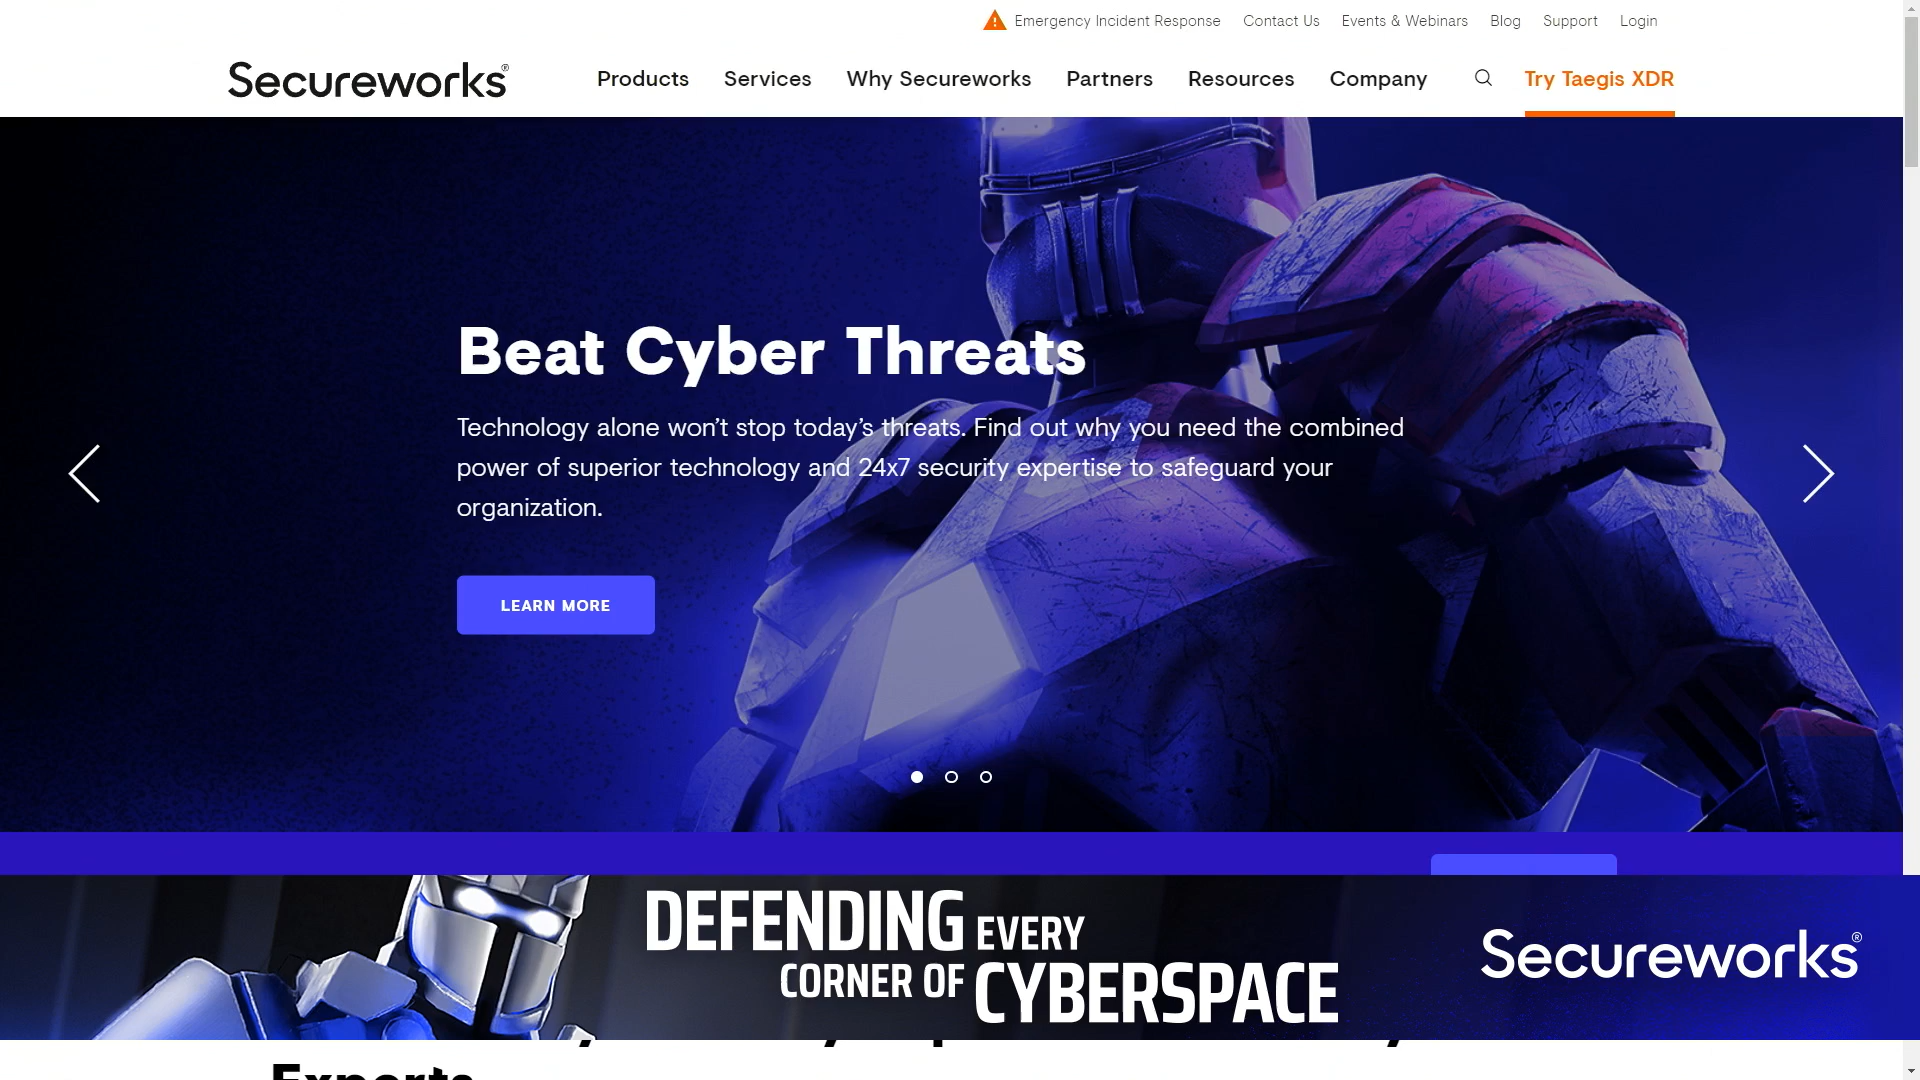 Emergency Incident Response Contact Us Events & Webinars Blog Support Login
Secureworks®
Products Services Why Secureworks Partners Resources Company Try Taegis XDR
Beat Cyber Threats
Technology alone won’t stop today’s threats. Find out why you need the combined
power of superior technology and 24x7 security expertise to safeguard your
organization.
LEARN MORE
DEFENDING EVERY
CORNER OF CYBERSPACE
Secureworks®
Experts